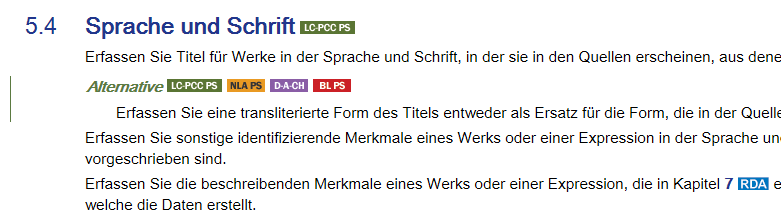 5.4 Sprache und Schrift LC-PCC PS
Erfassen Sie Titel für Werke in der Sprache und Schrift, in der sie in den Quellen erscheinen, aus
Alternative LC-PCC PS NLA PS D-A-CH BL PS
Erfassen Sie eine transliterierte Form des Titels entweder als Ersatz für die Form, die in der
Erfassen Sie sonstige identifizierende Merkmale eines Werks oder einer Expression in der Sprache
vorgeschrieben sind.
Erfassen Sie die beschreibenden Merkmale eines Werks oder einer Expression, die in Kapitel 7 RDA
welche die Daten erstellt.